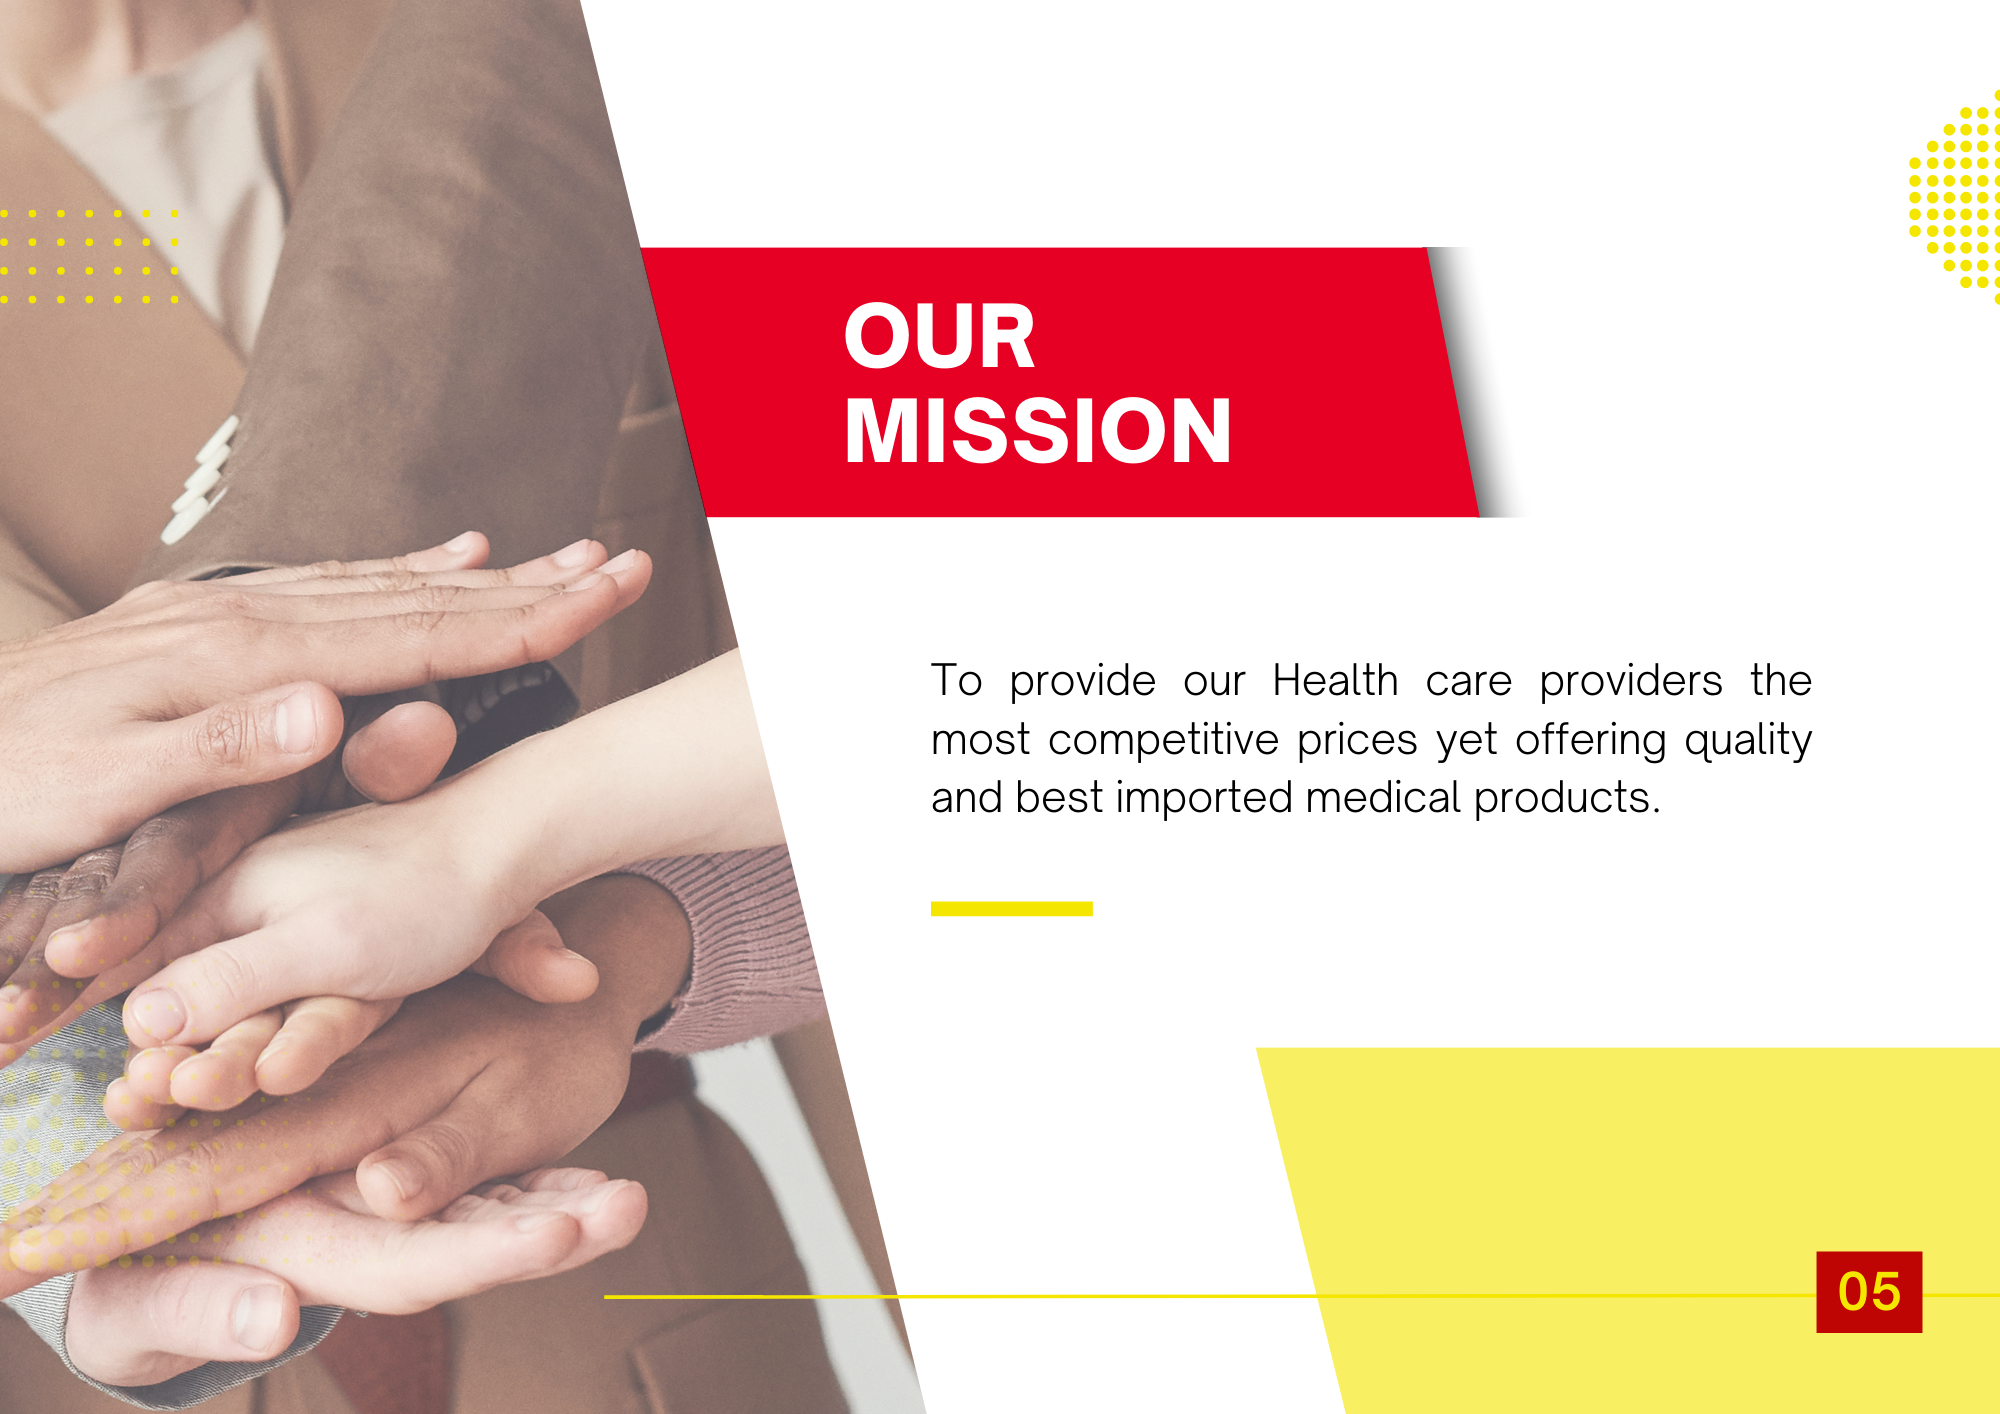 OUR
MISSION
To provide our Health care providers the
most competitive prices yet offering quality
and best imported medical products.
05